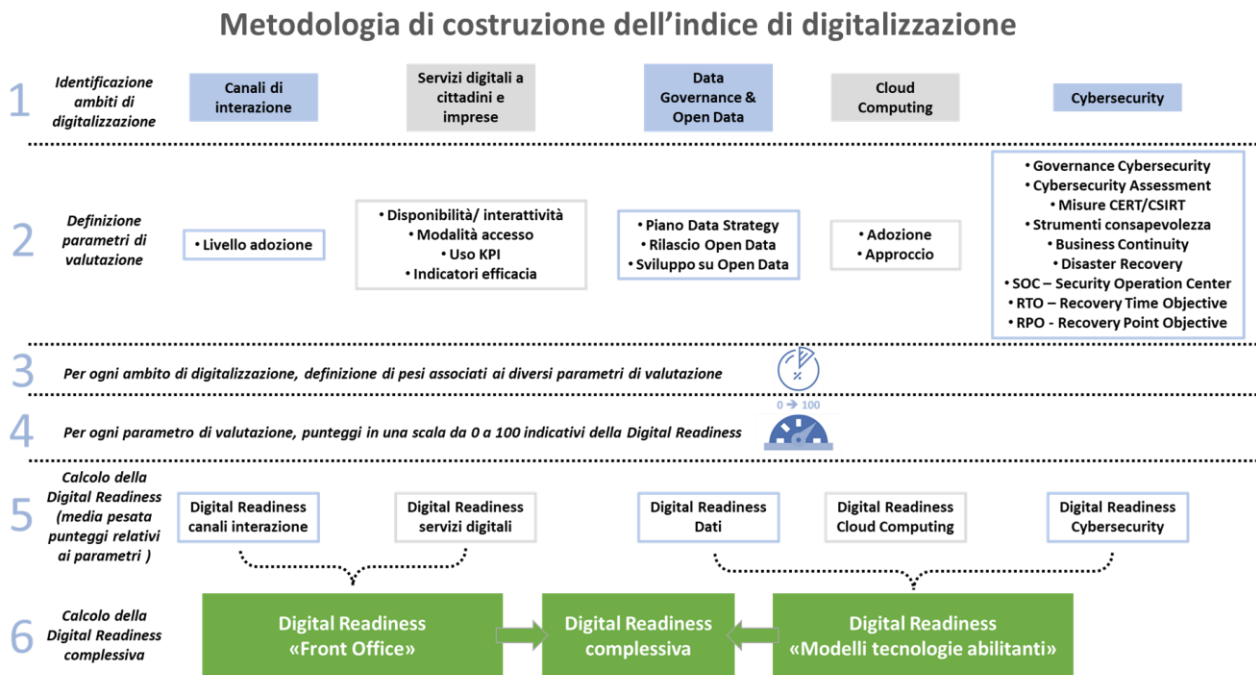 Metodologia di costruzione dell'indice di digitalizzazione
1
Identificazione
ambiti di
digitalizzazione
Canali di
interazione
Servizi digitali a
cittadini e
imprese
Data
Governance &
Open Data
Cloud
Computing
Cybersecurity
2
Definizione
parametri di
valutazione
• Livello adozione
• Disponibilità/ interattività
• Modalità accesso
• Uso KPI
• Indicatori efficacia
• Piano Data Strategy
• Rilascio Open Data
• Sviluppo su Open Data
• Adozione
• Approccio
• Governance Cybersecurity
• Cybersecurity Assessment
• Misure CERT/CSIRT
• Strumenti consapevolezza
• Business Continuity
• Disaster Recovery
• SOC – Security Operation Center
• RTO – Recovery Time Objective
• RPO - Recovery Point Objective
3
Per ogni ambito di digitalizzazione, definizione di pesi associati ai diversi parametri di valutazione
%
4
Per ogni parametro di valutazione, punteggi in una scala da 0 a 100 indicativi della Digital Readiness
0 → 100
5
Calcolo della
Digital Readiness
(media pesata
punteggi relativi
ai parametri )
Digital Readiness
canali interazione
Digital Readiness
servizi digitali
Digital Readiness
Dati
Digital Readiness
Cloud Computing
Digital Readiness
Cybersecurity
6
Calcolo della
Digital Readiness
complessiva
Digital Readiness
«Front Office»
Digital Readiness
complessiva
Digital Readiness
«Modelli tecnologie abilitanti»